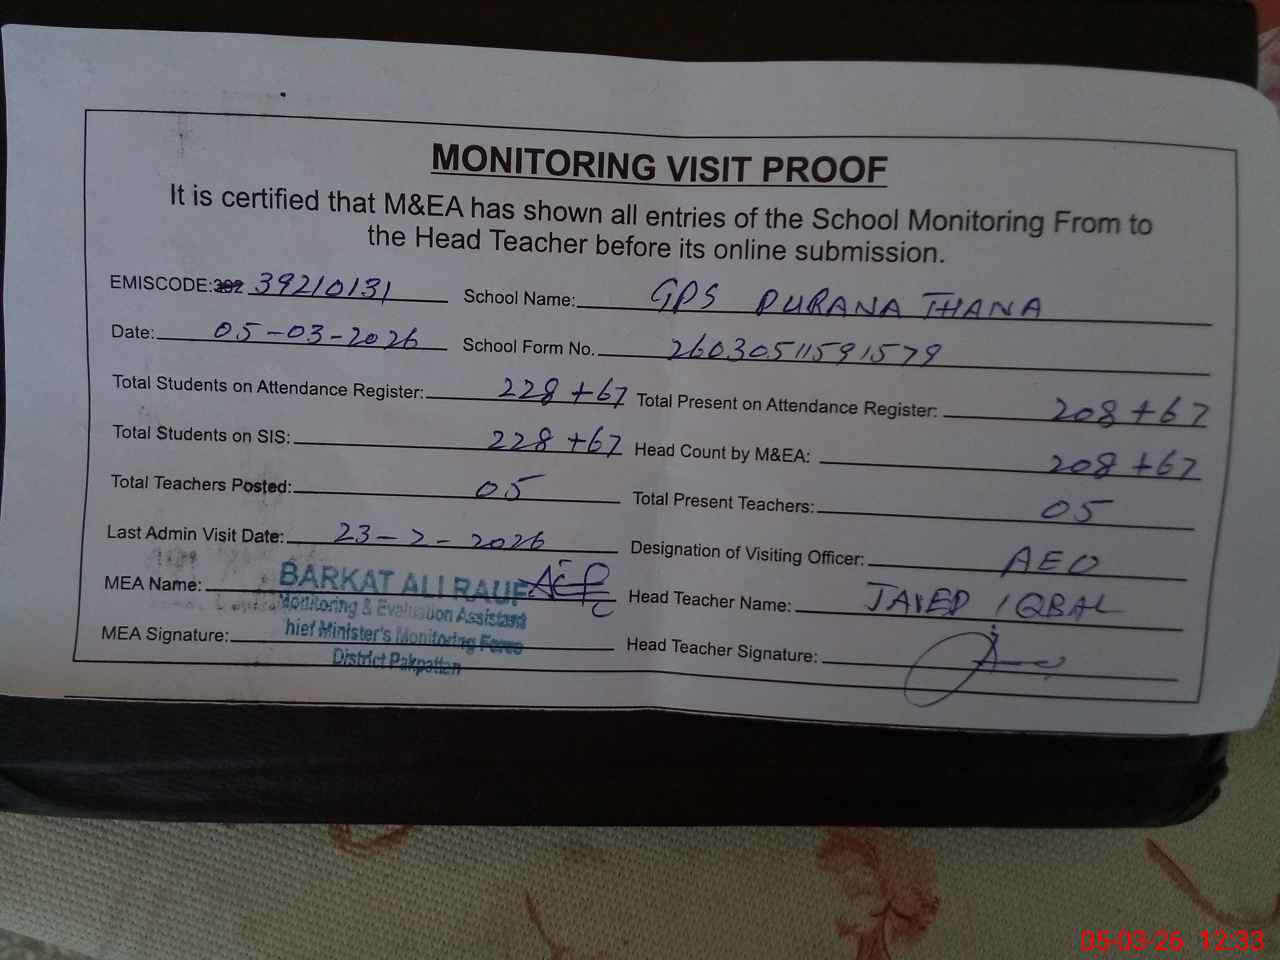 MONITORING VISIT PROOF
It is certified that M&EA has shown all entries of the School Monitoring From to
the Head Teacher before its online submission.
EMISCODE: 39210131 School Name: GPS PURANA THANA
Date: 05-03-2026 School Form No. 26030511591579
Total Students on Attendance Register: 228 + 67 Total Present on Attendance Register: 208 + 67
Total Students on SIS: 228 + 67 Head Count by M&EA: 208 + 67
Total Teachers Posted: 05 Total Present Teachers: 05
Last Admin Visit Date: 23-2-2026 Designation of Visiting Officer: AEO
MEA Name: BARKAT ALI RAUF Head Teacher Name: JAVED IQBAL
Monitoring & Evaluation Assistant
hief Minister's Monitoring Force
MEA Signature: Head Teacher Signature:
District Pakpattan
05-03-26 12:33